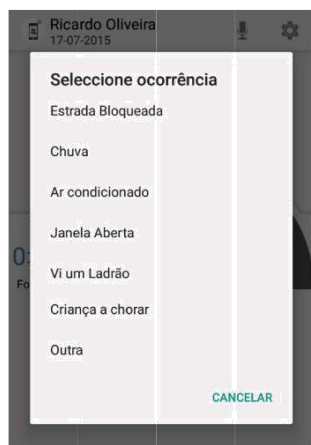 Ricardo Oliveira
17-07-2015
Seleccione ocorrência
Estrada Bloqueada
Chuva
Ar condicionado
Janela Aberta
Vi um Ladrão
Criança a chorar
Outra
CANCELAR